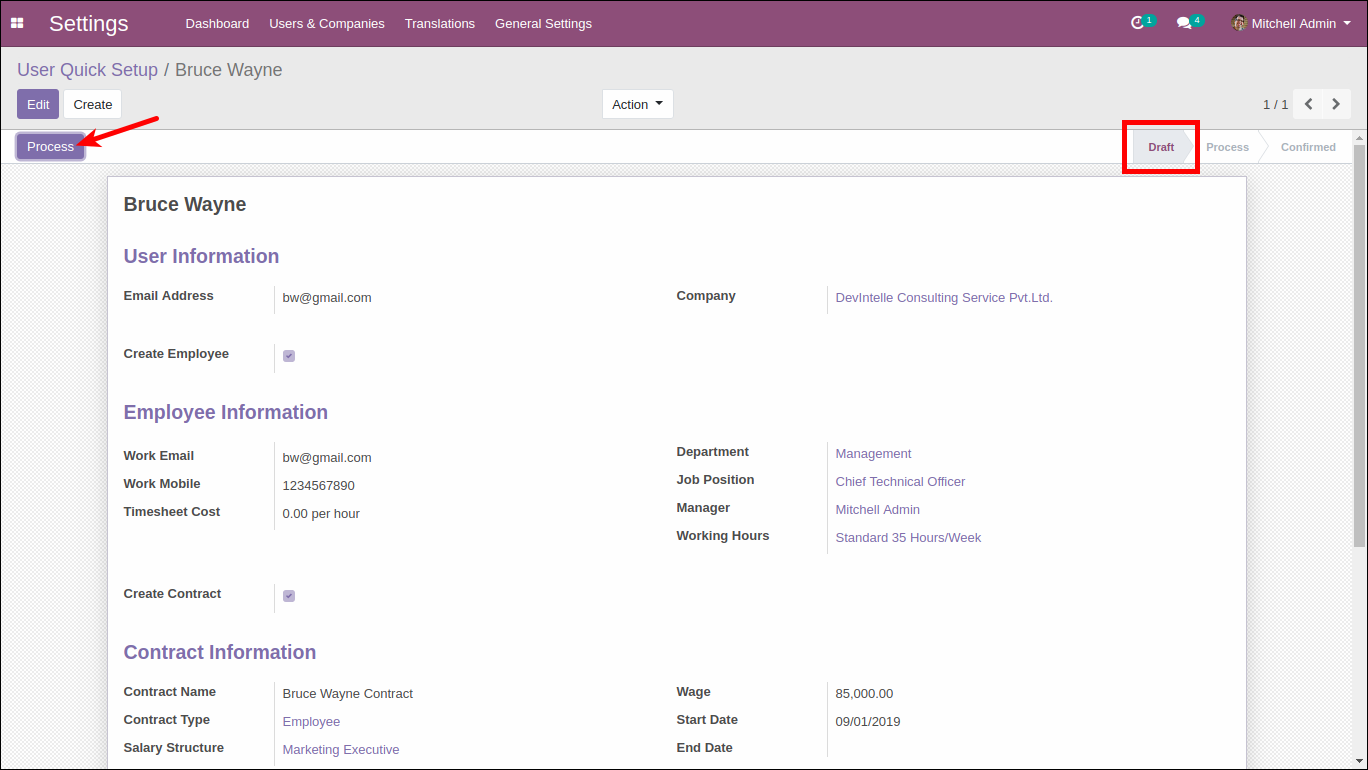 Settings Dashboard Users & Companies Translations General Settings 1 4 Mitchell Admin
User Quick Setup / Bruce Wayne
Edit Create Action 1 / 1
Process Draft Process Confirmed
Bruce Wayne
User Information
Email Address bw@gmail.com Company DevIntelle Consulting Service Pvt.Ltd.
Create Employee
Employee Information
Work Email bw@gmail.com Department Management
Work Mobile 1234567890 Job Position Chief Technical Officer
Timesheet Cost 0.00 per hour Manager Mitchell Admin
Working Hours Standard 35 Hours/Week
Create Contract
Contract Information
Contract Name Bruce Wayne Contract Wage 85,000.00
Contract Type Employee Start Date 09/01/2019
Salary Structure Marketing Executive End Date